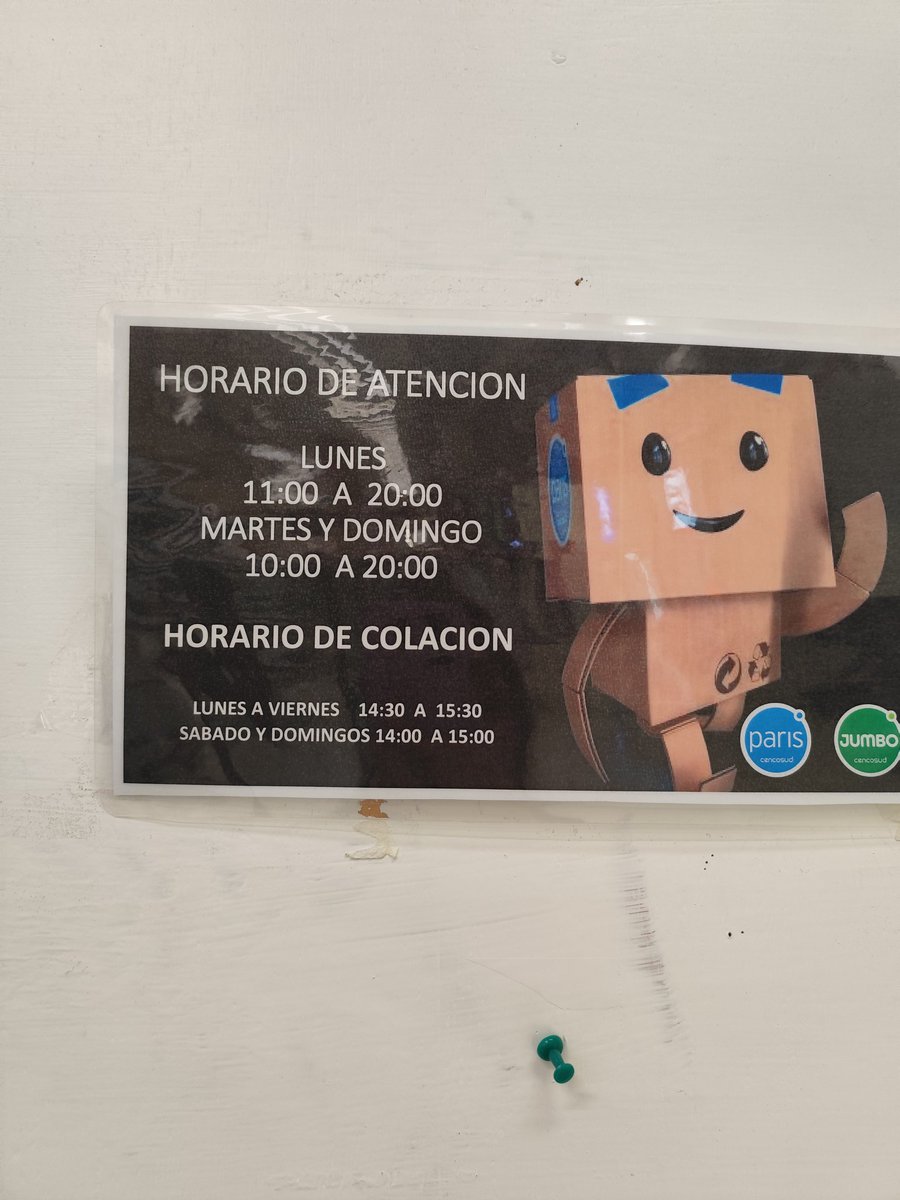 HORARIO DE ATENCION
LUNES
11:00 A 20:00
MARTES Y DOMINGO
10:00 A 20:00
HORARIO DE COLACION
LUNES A VIERNES 14:30 A 15:30
SABADO Y DOMINGOS 14:00 A 15:00
paris
cencosud
JUMBO
cencosud